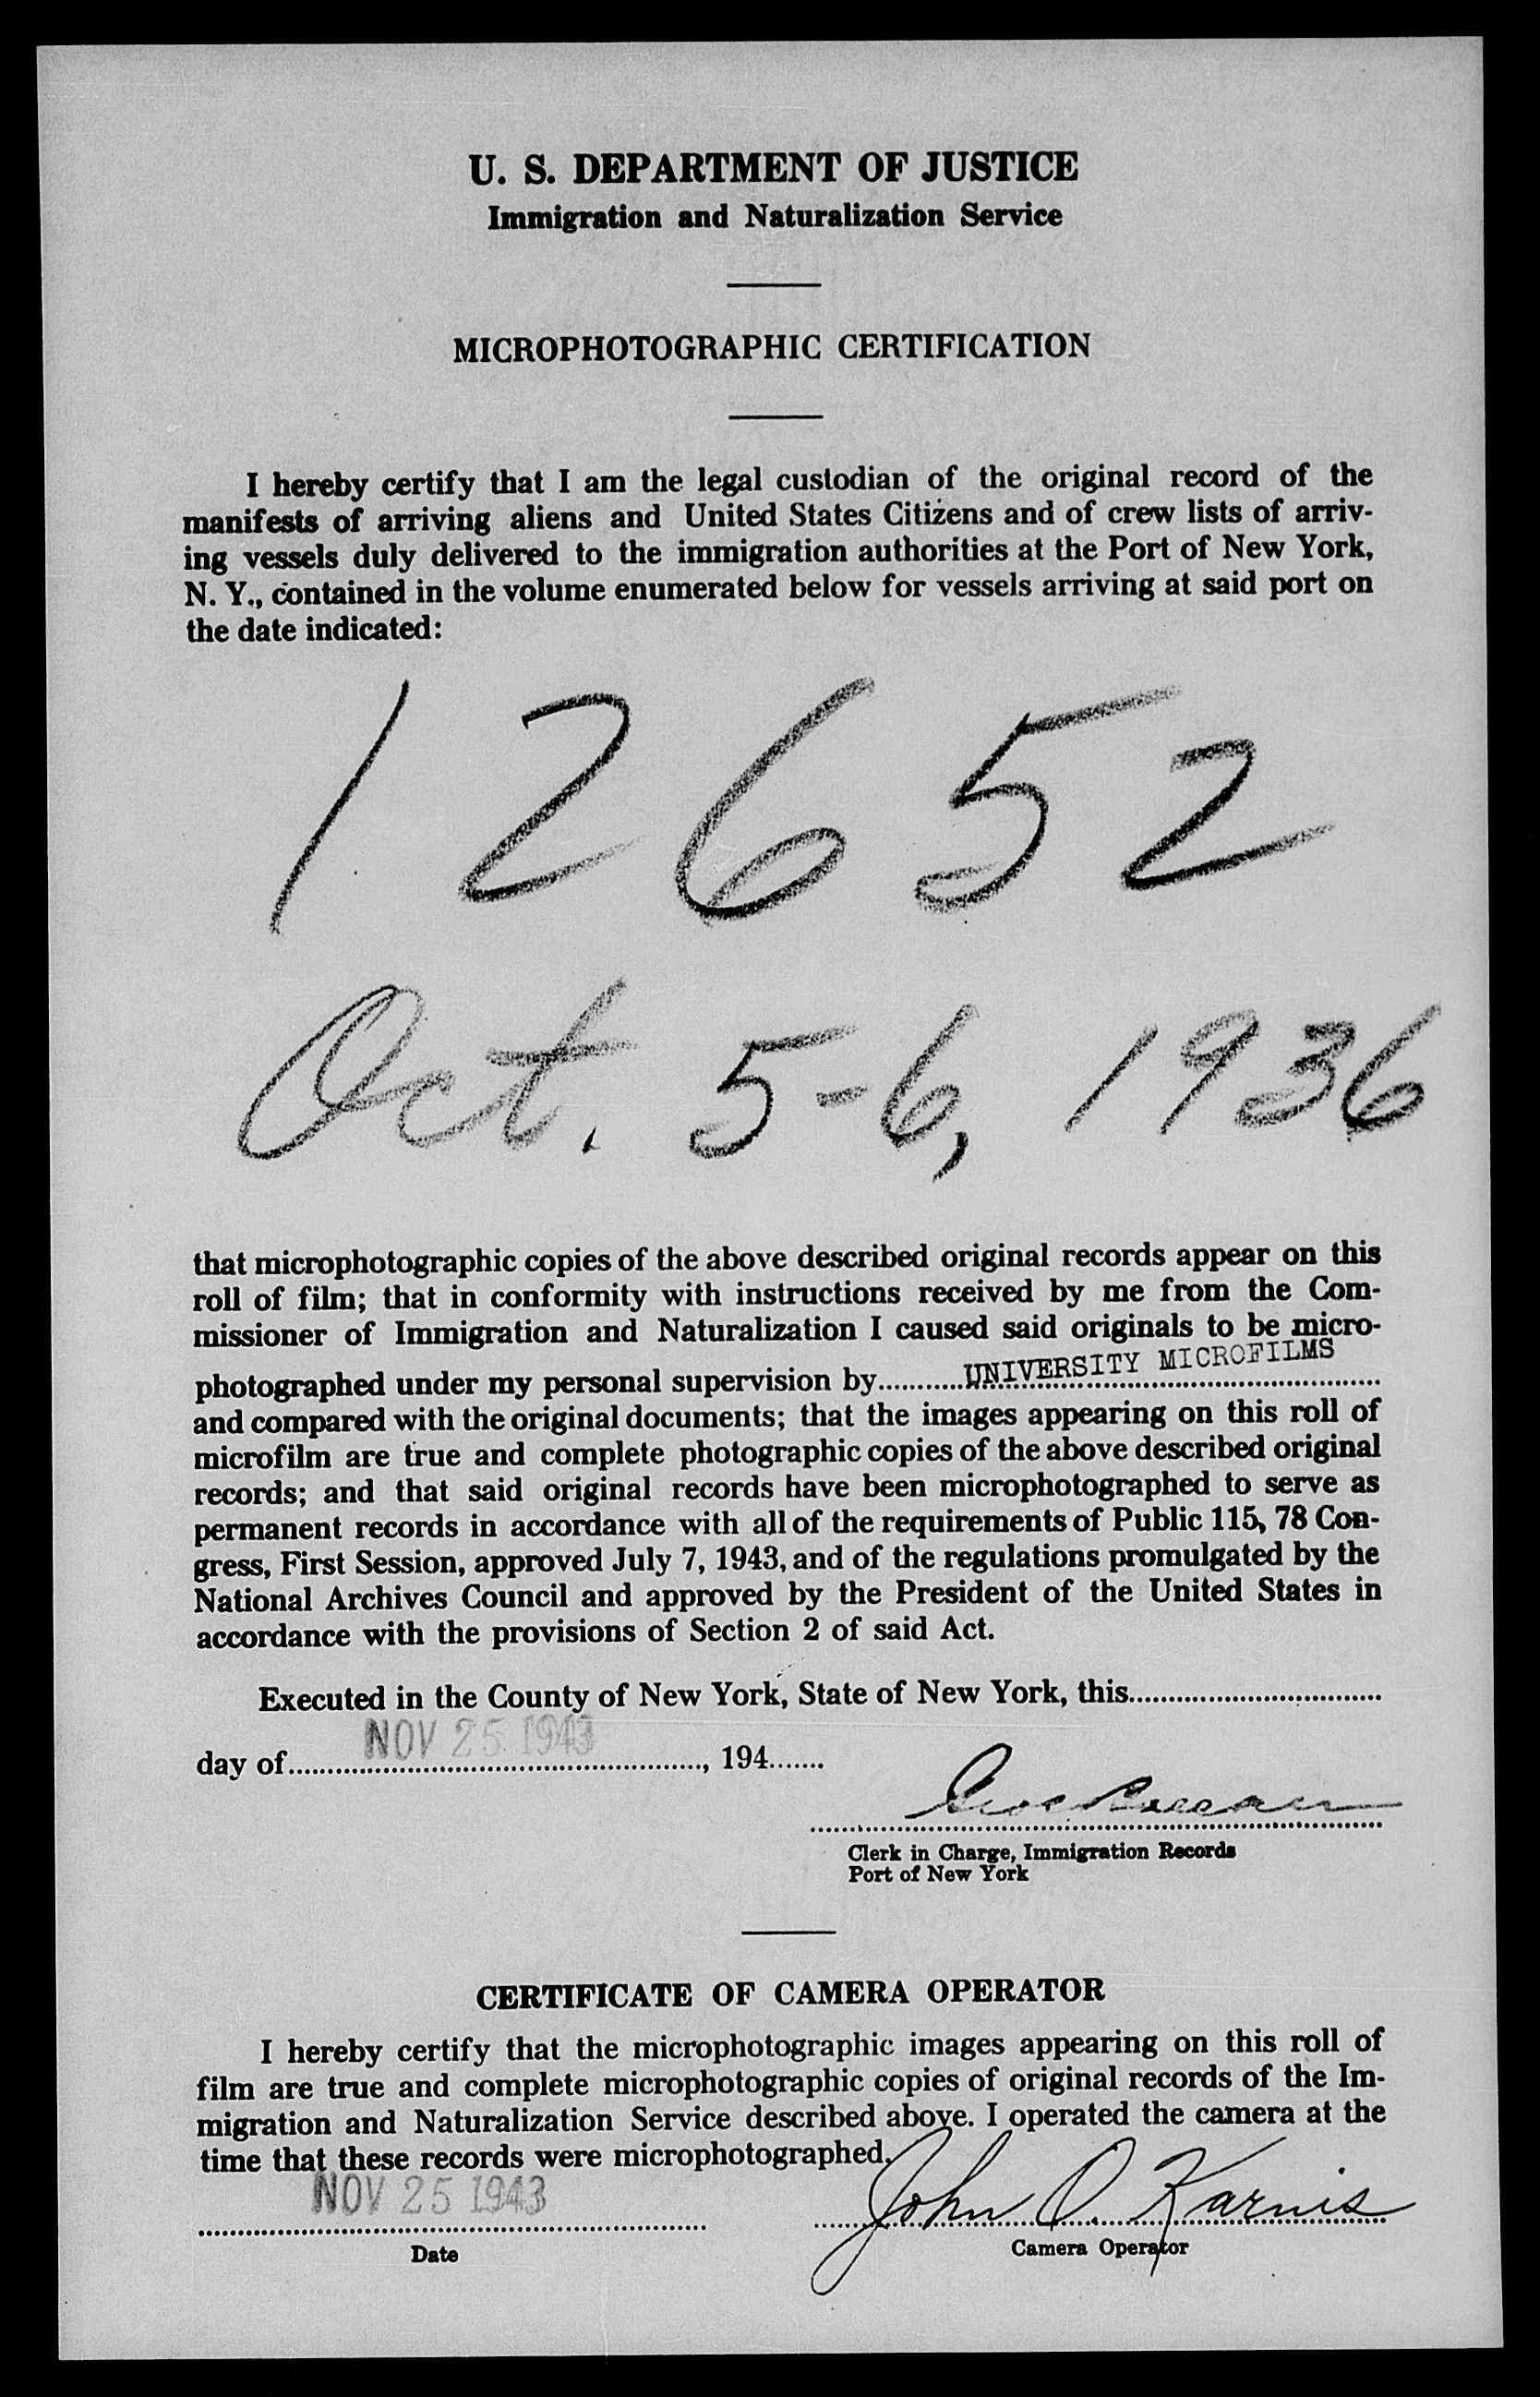 U. S. DEPARTMENT OF JUSTICE
Immigration and Naturalization Service
MICROPHOTOGRAPHIC CERTIFICATION
I hereby certify that I am the legal custodian of the original record of the
manifests of arriving aliens and United States Citizens and of crew lists of arriv-
ing vessels duly delivered to the immigration authorities at the Port of New York,
N. Y., contained in the volume enumerated below for vessels arriving at said port on
the date indicated:
12652
Oct. 5-6, 1936
that microphotographic copies of the above described original records appear on this
roll of film; that in conformity with instructions received by me from the Com-
missioner of Immigration and Naturalization I caused said originals to be micro-
photographed under my personal supervision by...........UNIVERSITY MICROFILMS
and compared with the original documents; that the images appearing on this roll of
microfilm are true and complete photographic copies of the above described original
records; and that said original records have been microphotographed to serve as
permanent records in accordance with all of the requirements of Public 115, 78 Con-
gress, First Session, approved July 7, 1943, and of the regulations promulgated by the
National Archives Council and approved by the President of the United States in
accordance with the provisions of Section 2 of said Act.
Executed in the County of New York, State of New York, this................................
day of..........NOV 25 1943.............., 194.......
Clerk in Charge, Immigration Records
Port of New York
CERTIFICATE OF CAMERA OPERATOR
I hereby certify that the microphotographic images appearing on this roll of
film are true and complete microphotographic copies of original records of the Im-
migration and Naturalization Service described above. I operated the camera at the
time that these records were microphotographed.
NOV 25 1943 John O. Karnis
Date Camera Operator